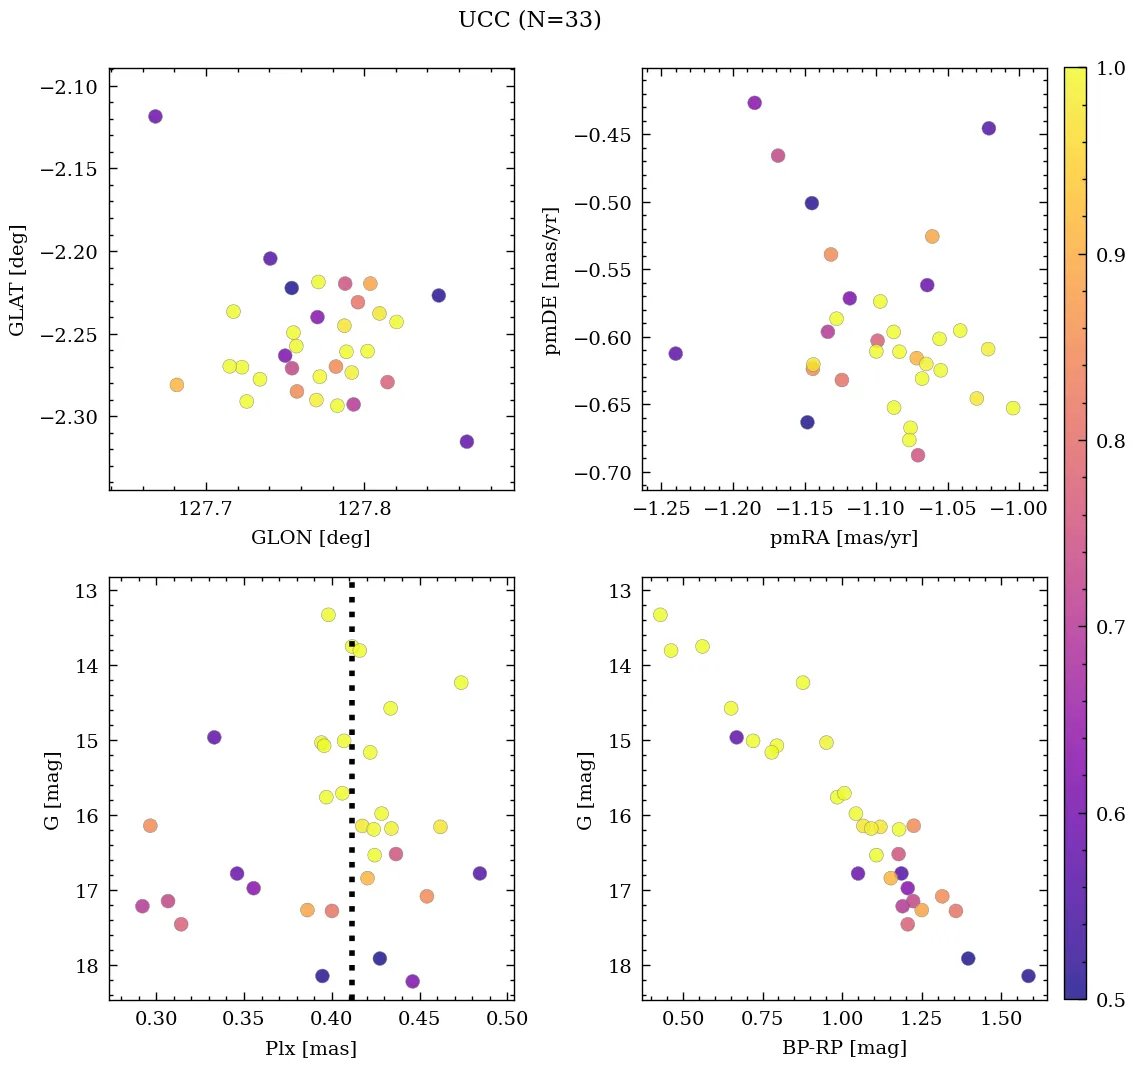 UCC (N=33)
−2.10
−2.15
−2.20
−2.25
−2.30
GLAT [deg]
127.7 127.8
GLON [deg]
−0.45
−0.50
−0.55
−0.60
−0.65
−0.70
pmDE [mas/yr]
−1.25 −1.20 −1.15 −1.10 −1.05 −1.00
pmRA [mas/yr]
13
14
15
16
17
18
G [mag]
0.30 0.35 0.40 0.45 0.50
Plx [mas]
13
14
15
16
17
18
G [mag]
0.50 0.75 1.00 1.25 1.50
BP-RP [mag]
1.0
0.9
0.8
0.7
0.6
0.5